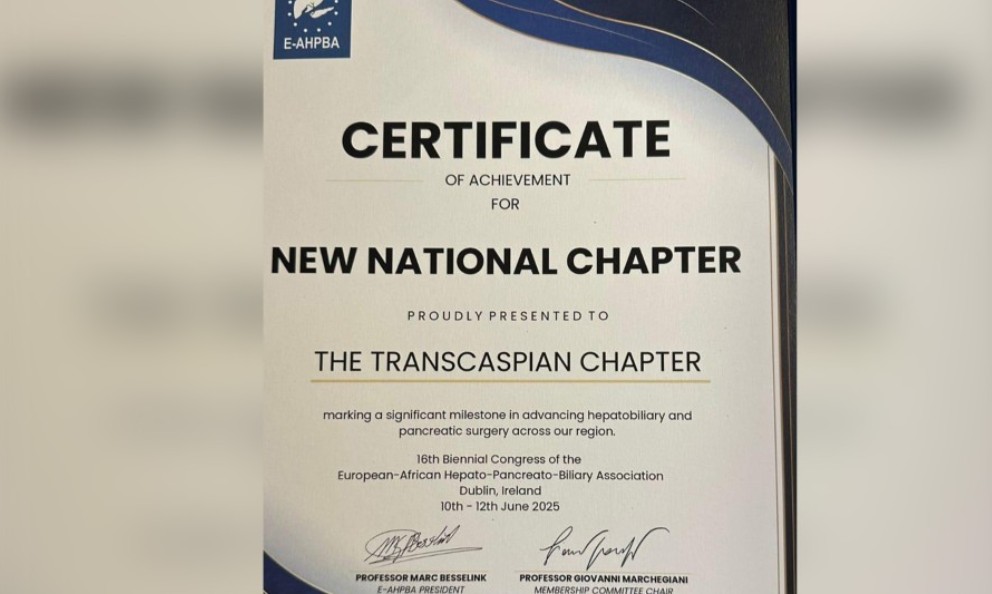 E-AHPBA
CERTIFICATE
OF ACHIEVEMENT
FOR
NEW NATIONAL CHAPTER
PROUDLY PRESENTED TO
THE TRANSCASPIAN CHAPTER
marking a significant milestone in advancing hepatobiliary and
pancreatic surgery across our region.
16th Biennial Congress of the
European-African Hepato-Pancreato-Biliary Association
Dublin, Ireland
10th - 12th June 2025
PROFESSOR MARC BESSELINK
E-AHPBA PRESIDENT
PROFESSOR GIOVANNI MARCHEGIANI
MEMBERSHIP COMMITTEE CHAIR